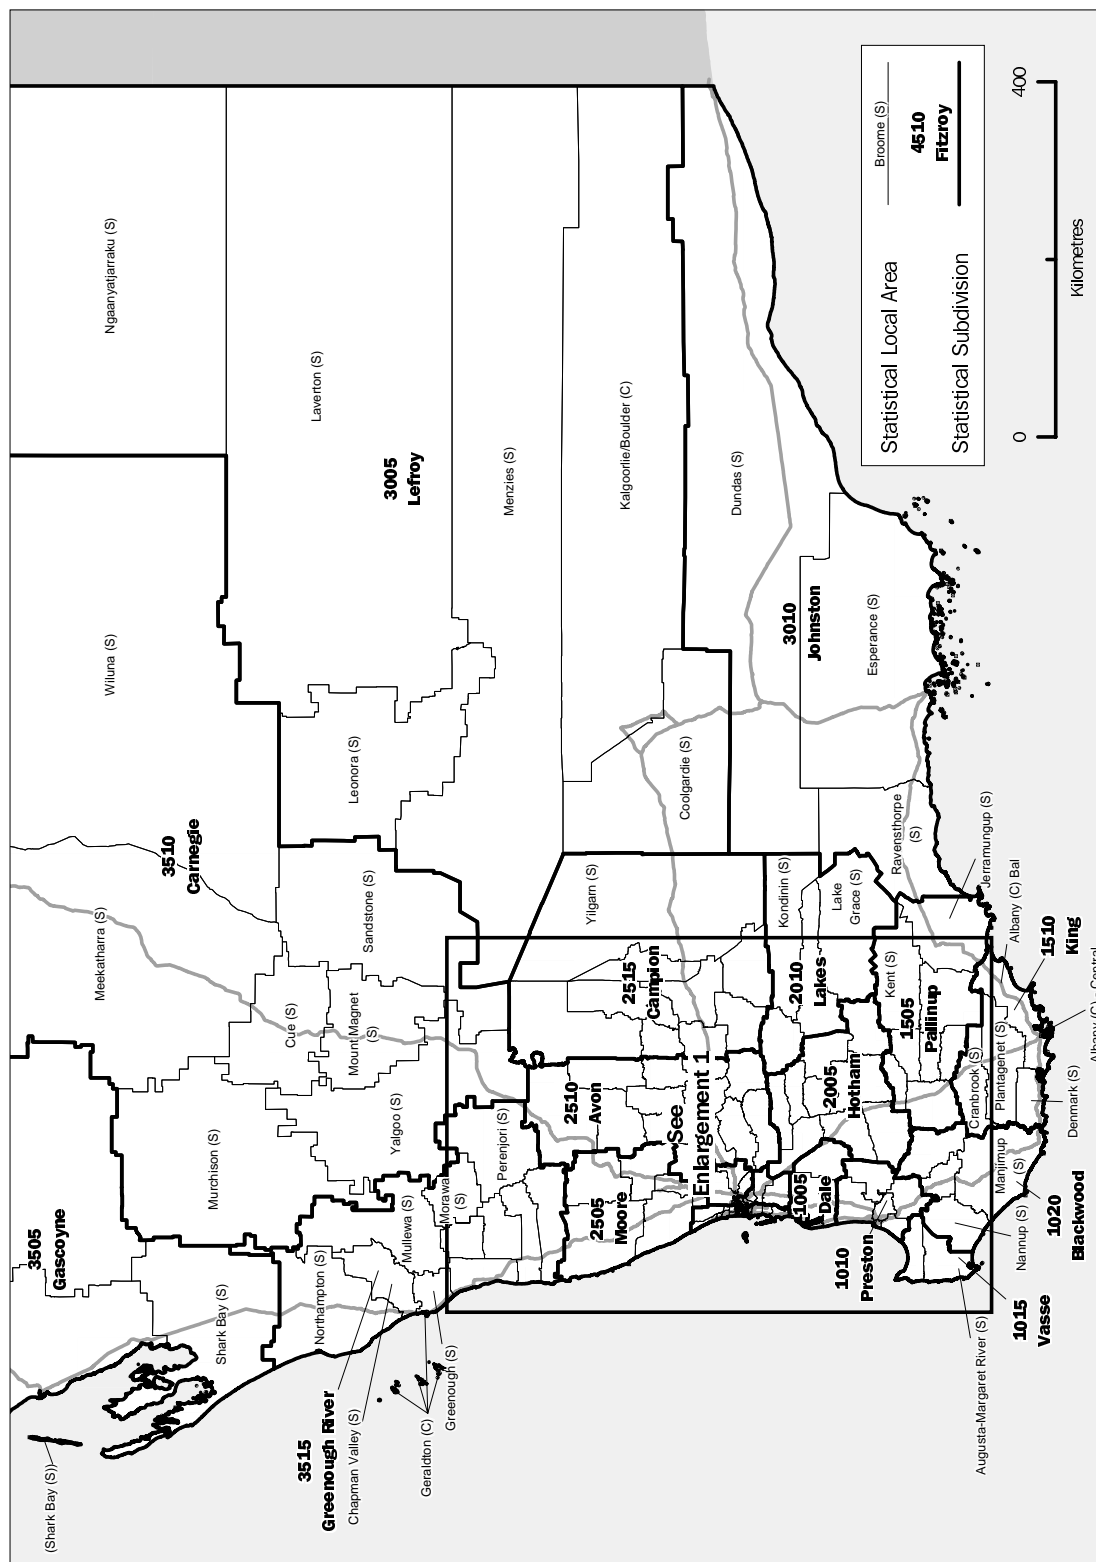 Ngaanyatjarraku (S)
Laverton (S)
3005
Lefroy
Menzies (S)
Kalgoorlie/Boulder (C)
Dundas (S)
Wiluna (S)
Leonora (S)
Coolgardie (S)
3010
Johnston
Esperance (S)
Ravensthorpe
(S)
3510
Carnegie
Meekatharra (S)
Sandstone (S)
Cue (S)
Mount Magnet
(S)
Yalgoo (S)
Murchison (S)
Yilgarn (S)
Kondinin (S)
Lake
Grace (S)
2515
Campion
2010
Lakes
Kent (S)
1505
Pallinup
Jerramungup (S)
Albany (C) Bal
1510
King
Albany (C) - Central
Cranbrook (S)
Plantagenet (S)
Denmark (S)
2510
Avon
See
Enlargement 1
2005
Hotham
Perenjori (S)
Morawa
(S)
Mullewa (S)
2505
Moore
1005
Dale
Manjimup
(S)
1020
Blackwood
Nannup (S)
1010
Preston
1015
Vasse
Augusta-Margaret River (S)
3505
Gascoyne
Shark Bay (S)
Northampton (S)
(Shark Bay (S))
3515
Greenough River
Chapman Valley (S)
Geraldton (C)
Greenough (S)
Statistical Local Area
Broome (S)
Statistical Subdivision
4510
Fitzroy
0
400
Kilometres